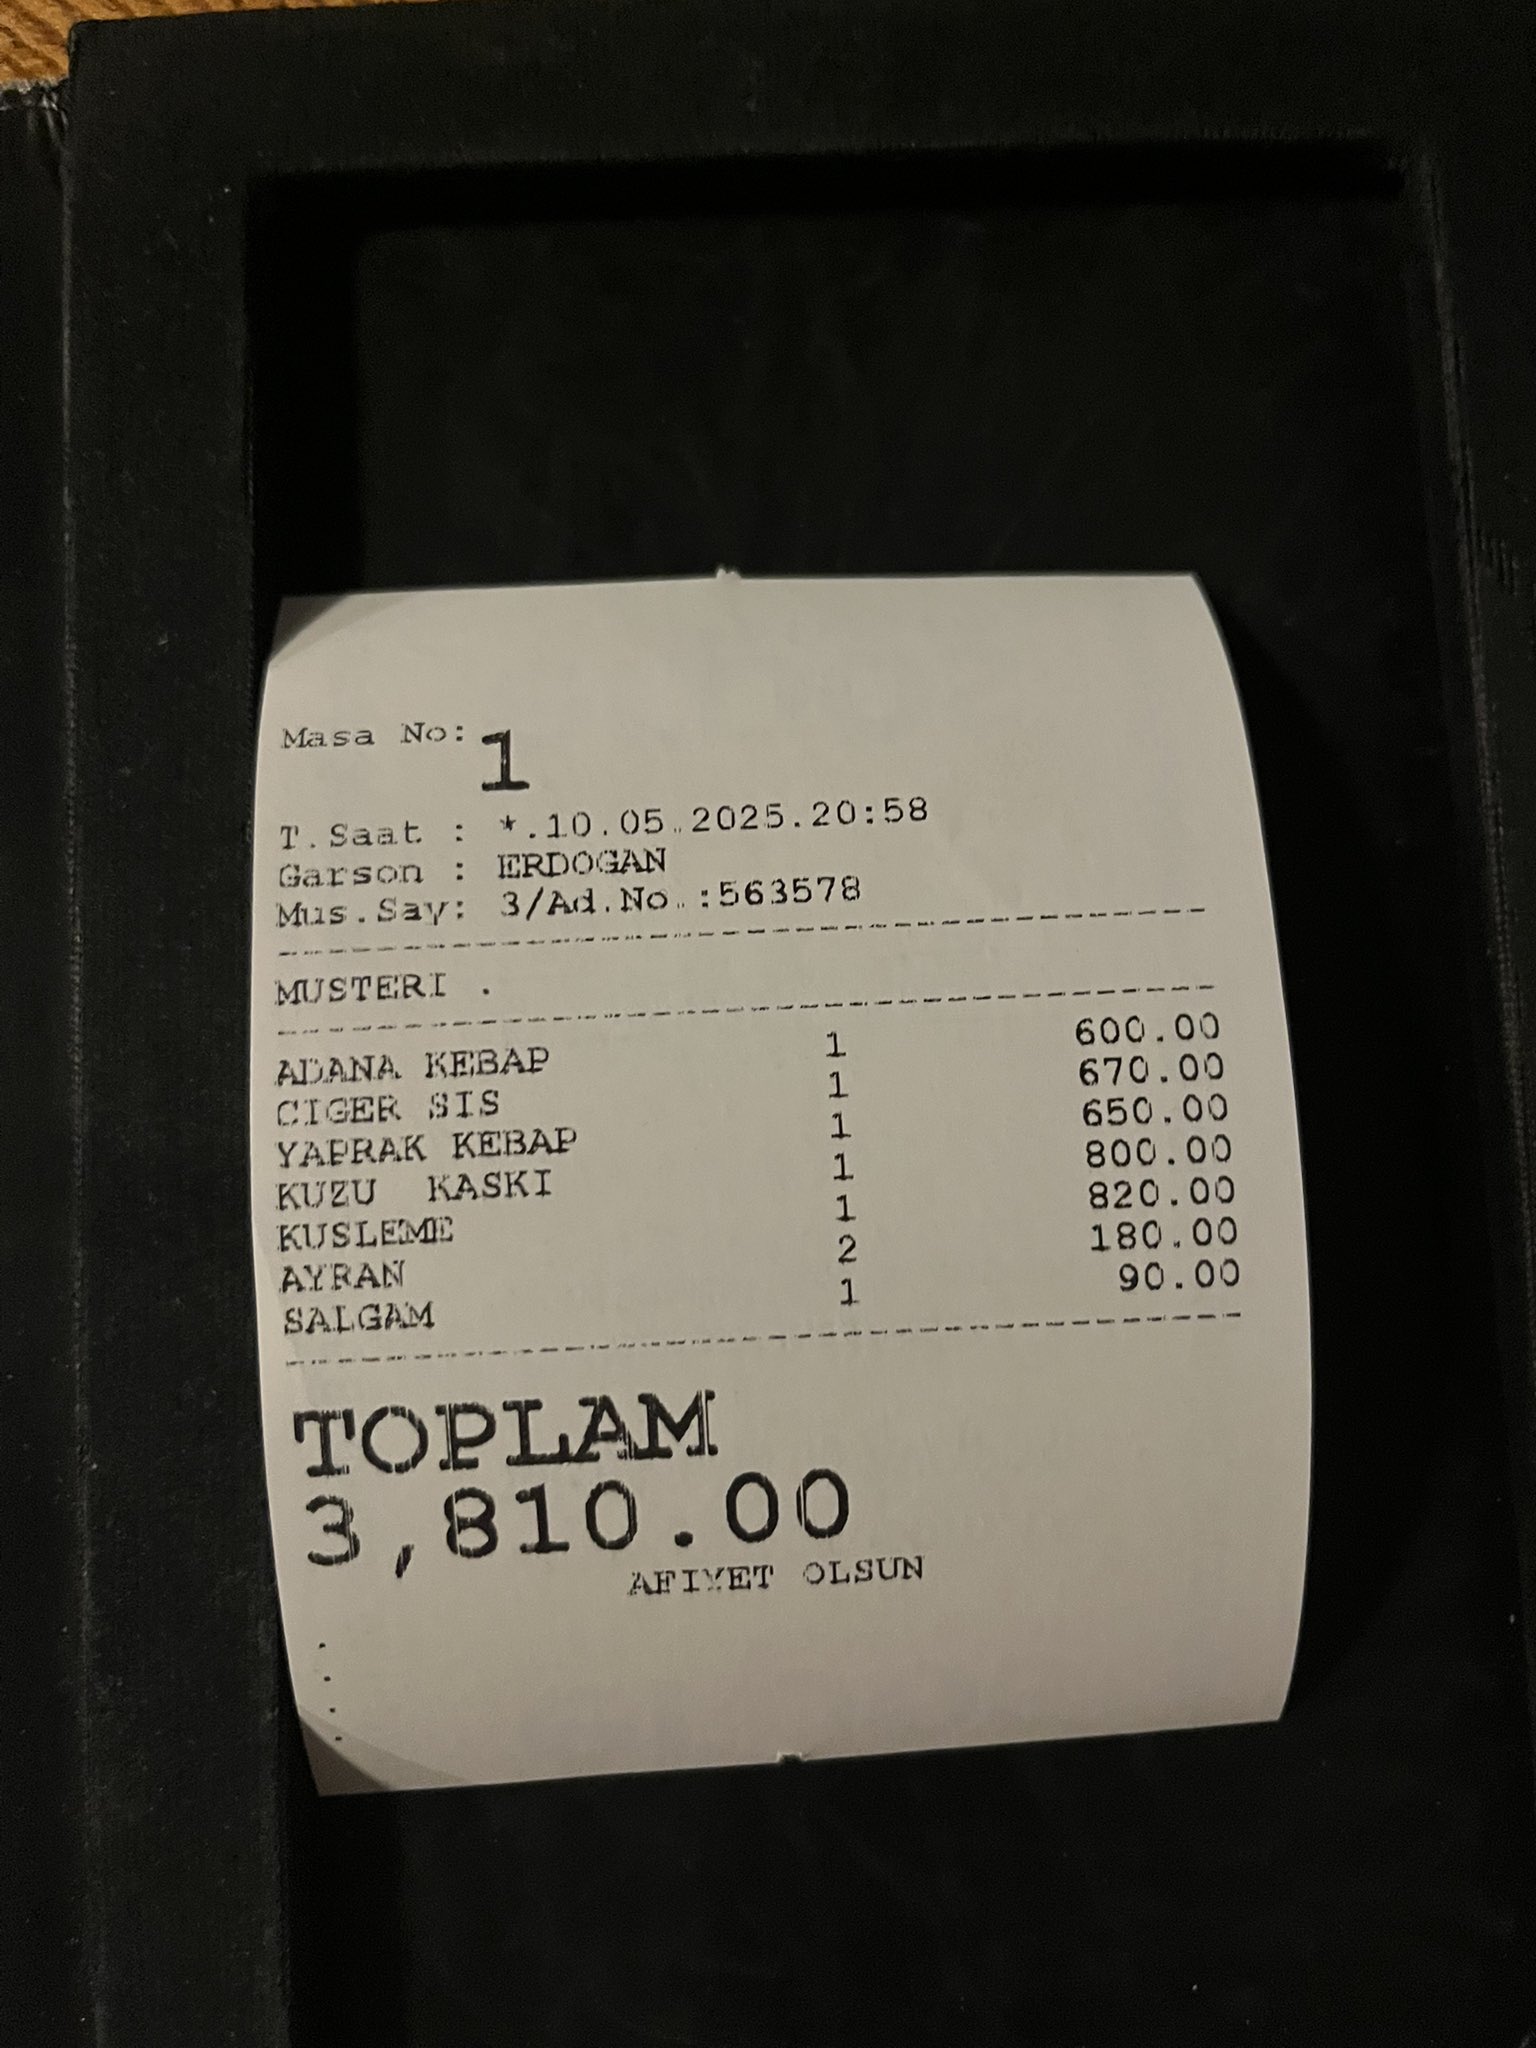 Masa No: 1
T.Saat : *.10.05.2025.20:58
Garson : ERDOGAN
Mus.Say: 3/Ad.No.:563578
MUSTERI .
ADANA KEBAP 1 600.00
CIGER SIS 1 670.00
YAPRAK KEBAP 1 650.00
KUZU KASKI 1 800.00
KUSLEME 1 820.00
AYRAN 2 180.00
SALGAM 1 90.00
TOPLAM
3,810.00
AFIYET OLSUN